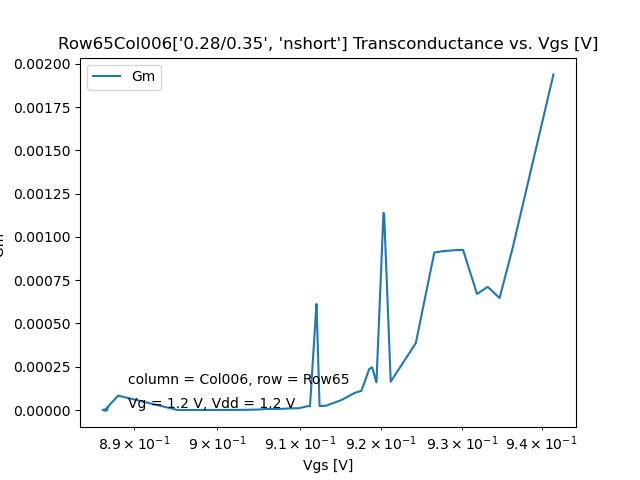 Row65Col006['0.28/0.35', 'nshort'] Transconductance vs. Vgs [V]
Gm
0.00200
0.00175
0.00150
0.00125
0.00100
0.00075
0.00050
0.00025
0.00000
Gm
column = Col006, row = Row65
Vg = 1.2 V, Vdd = 1.2 V
8.9 × 10⁻¹ 9 × 10⁻¹ 9.1 × 10⁻¹ 9.2 × 10⁻¹ 9.3 × 10⁻¹ 9.4 × 10⁻¹
Vgs [V]